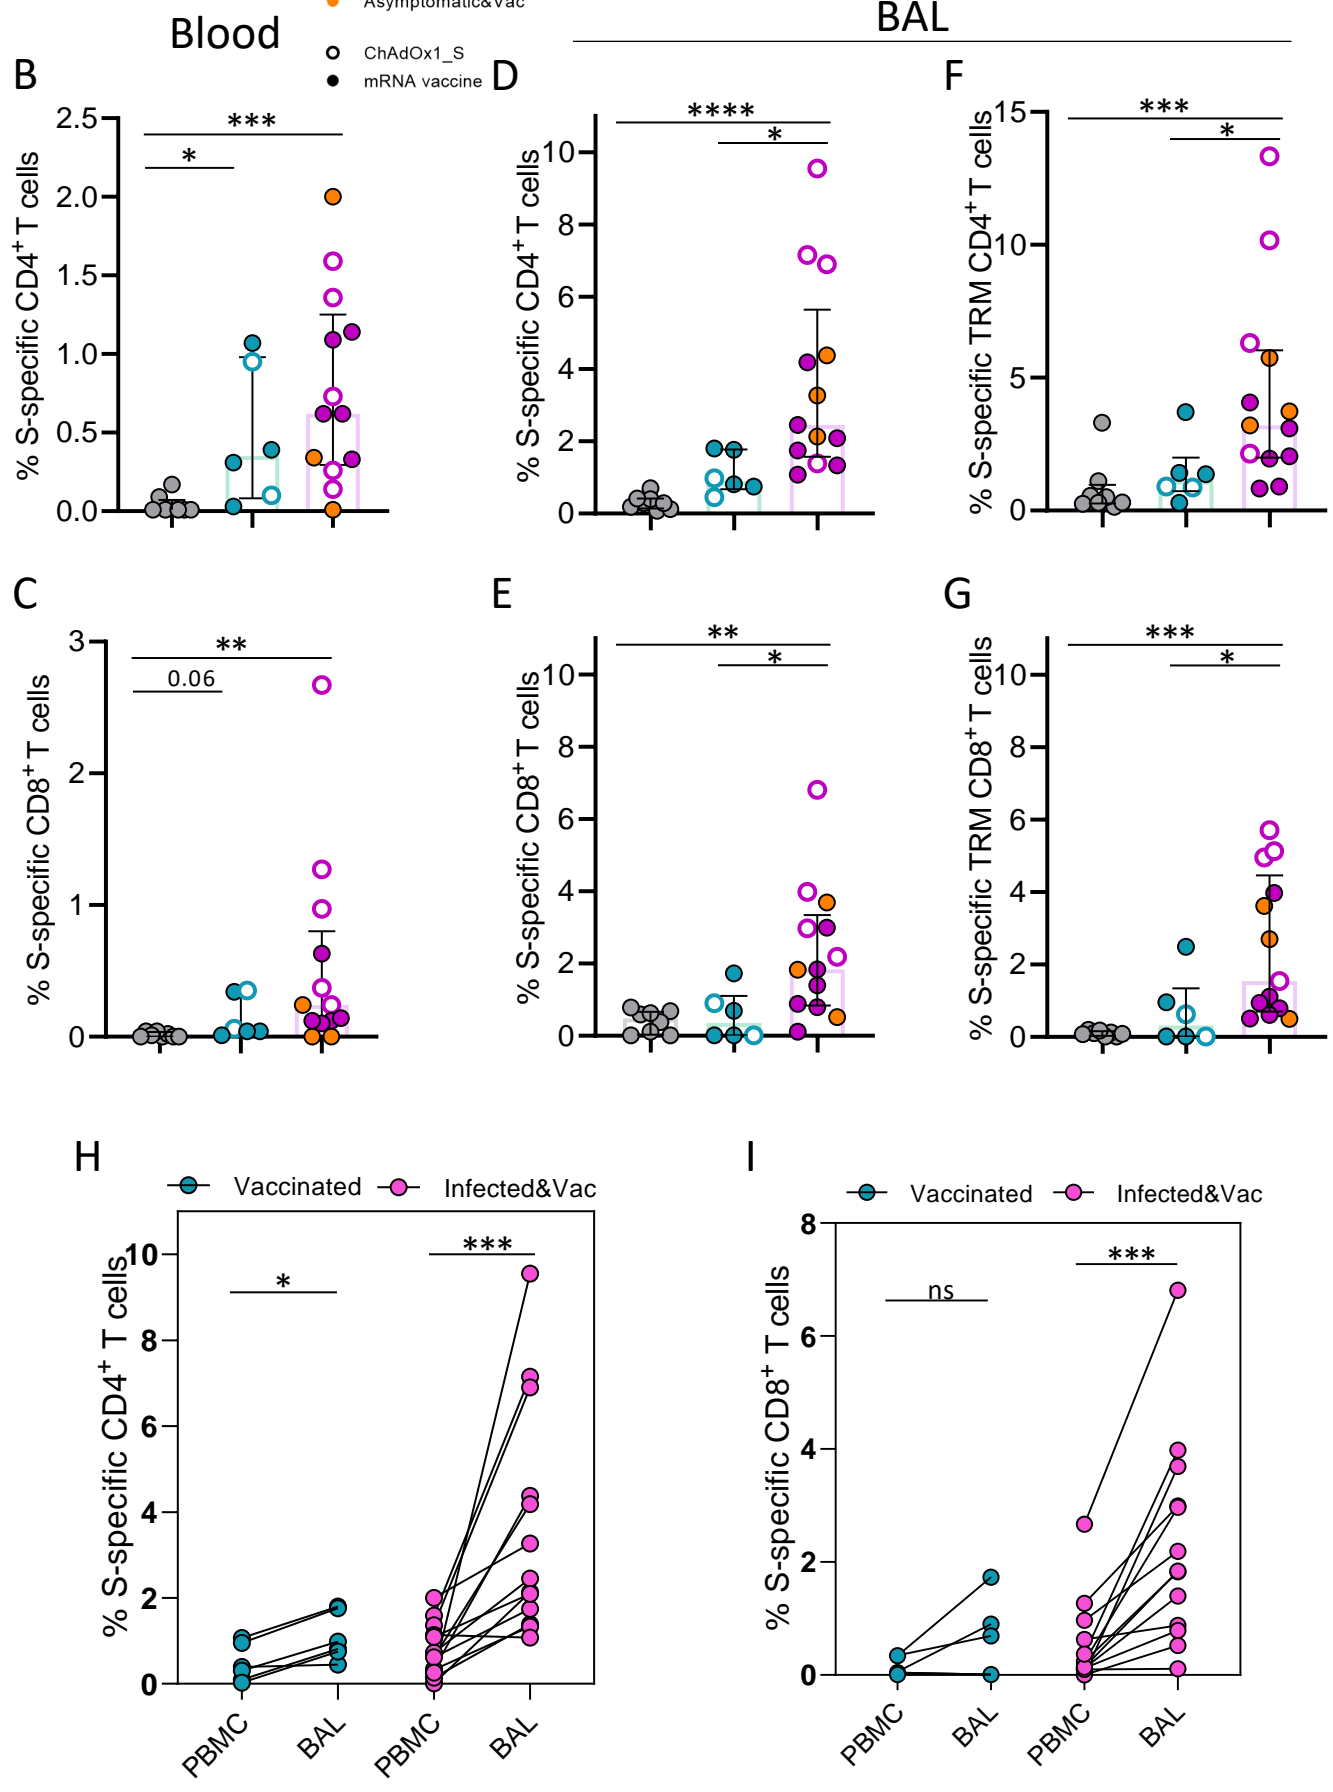 Asymptomatic&Vac
Blood
BAL
ChAdOx1_S
mRNA vaccine
B
% S-specific CD4+ T cells
2.5
2.0
1.5
1.0
0.5
0.0
***
*
D
% S-specific CD4+ T cells
10
8
6
4
2
0
****
*
F
% S-specific TRM CD4+ T cells
15
10
5
0
***
*
C
% S-specific CD8+ T cells
3
2
1
0
**
0.06
E
% S-specific CD8+ T cells
10
8
6
4
2
0
**
*
G
% S-specific TRM CD8+ T cells
10
8
6
4
2
0
***
*
H
Vaccinated
Infected&Vac
% S-specific CD4+ T cells
10
8
6
4
2
0
*
***
PBMC
BAL
PBMC
BAL
I
Vaccinated
Infected&Vac
% S-specific CD8+ T cells
8
6
4
2
0
ns
***
PBMC
BAL
PBMC
BAL